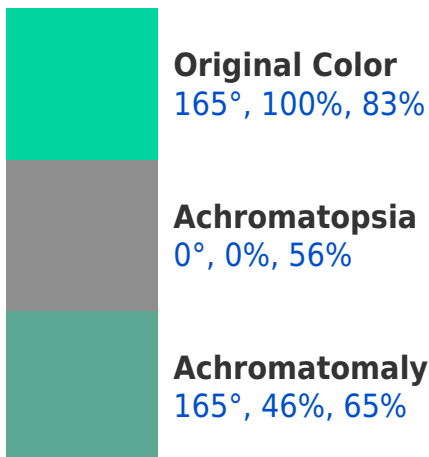 Original Color
165°, 100%, 83%
Achromatopsia
0°, 0%, 56%
Achromatomaly
165°, 46%, 65%